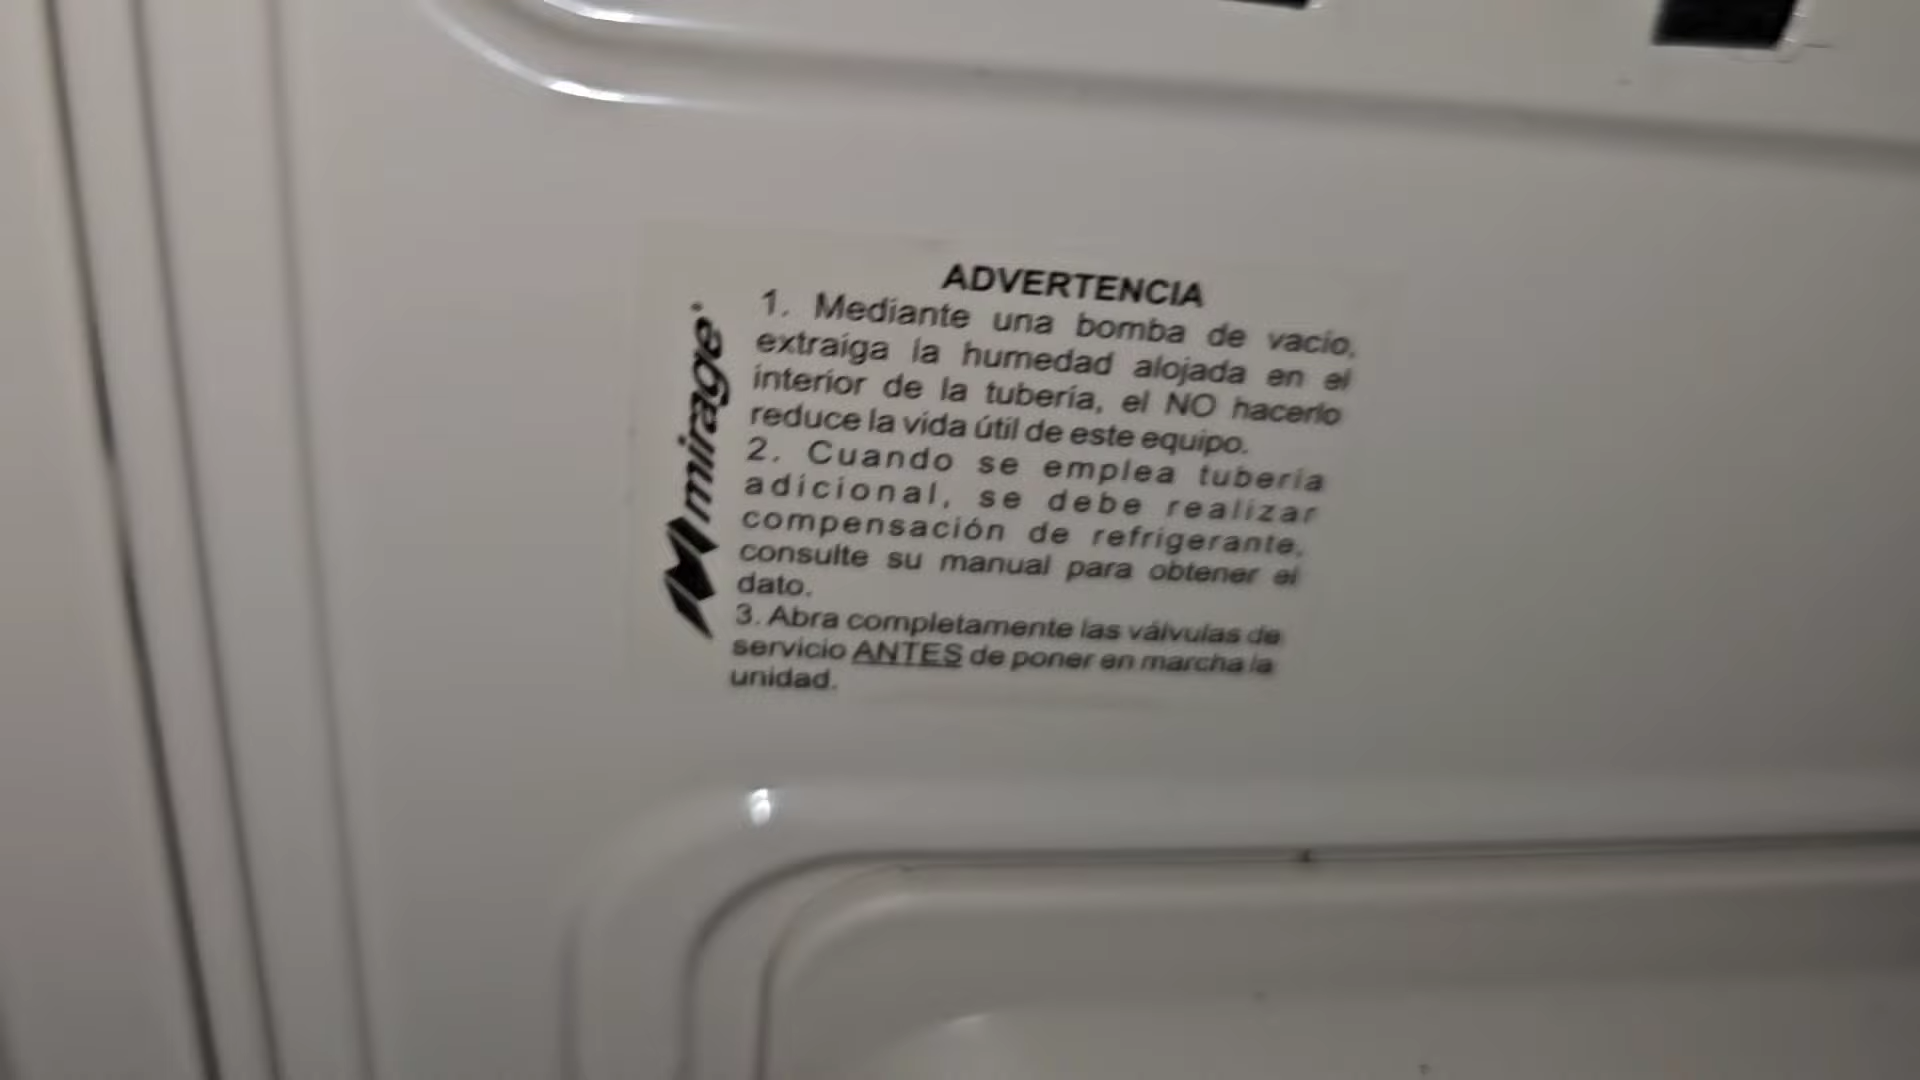 ADVERTENCIA
1. Mediante una bomba de vacío,
extraiga la humedad alojada en el
interior de la tubería, el NO hacerlo
reduce la vida útil de este equipo.
2. Cuando se emplea tubería
adicional, se debe realizar
compensación de refrigerante,
consulte su manual para obtener el
dato.
3. Abra completamente las válvulas de
servicio ANTES de poner en marcha la
unidad.
mirage